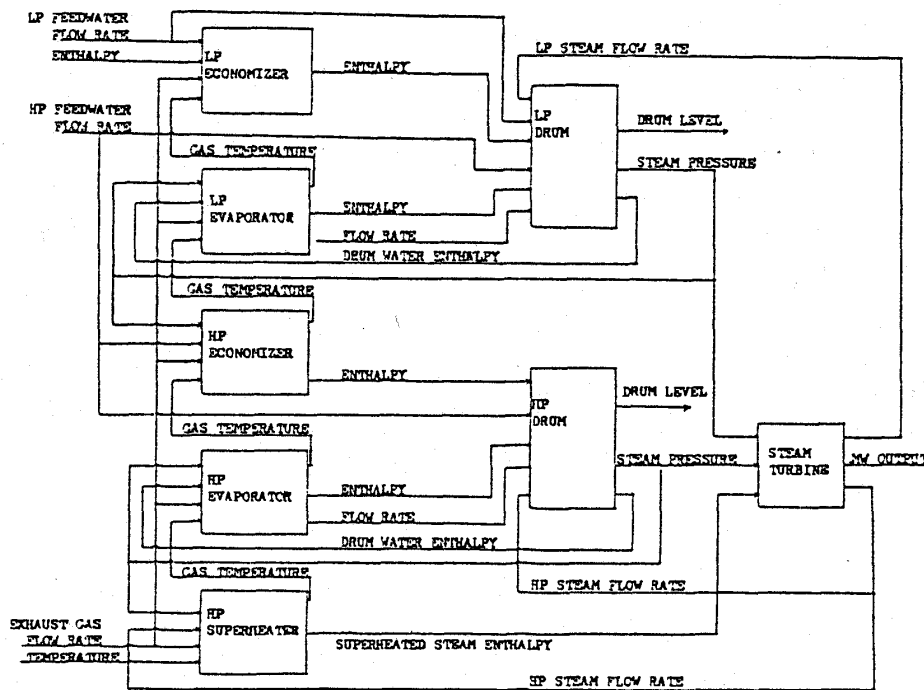 LP FEEDWATER
FLOW RATE
ENTHALPY
LP
ECONOMIZER
ENTHALPY
LP STEAM FLOW RATE
HP FEEDWATER
FLOW RATE
LP
DRUM
DRUM LEVEL
GAS TEMPERATURE
STEAM PRESSURE
LP
EVAPORATOR
ENTHALPY
FLOW RATE
DRUM WATER ENTHALPY
GAS TEMPERATURE
HP
ECONOMIZER
ENTHALPY
HP
DRUM
DRUM LEVEL
GAS TEMPERATURE
STEAM PRESSURE
STEAM
TURBINE
MW OUTPUT
HP
EVAPORATOR
ENTHALPY
FLOW RATE
DRUM WATER ENTHALPY
GAS TEMPERATURE
HP STEAM FLOW RATE
HP
SUPERHEATER
EXHAUST GAS
FLOW RATE
TEMPERATURE
SUPERHEATED STEAM ENTHALPY
HP STEAM FLOW RATE